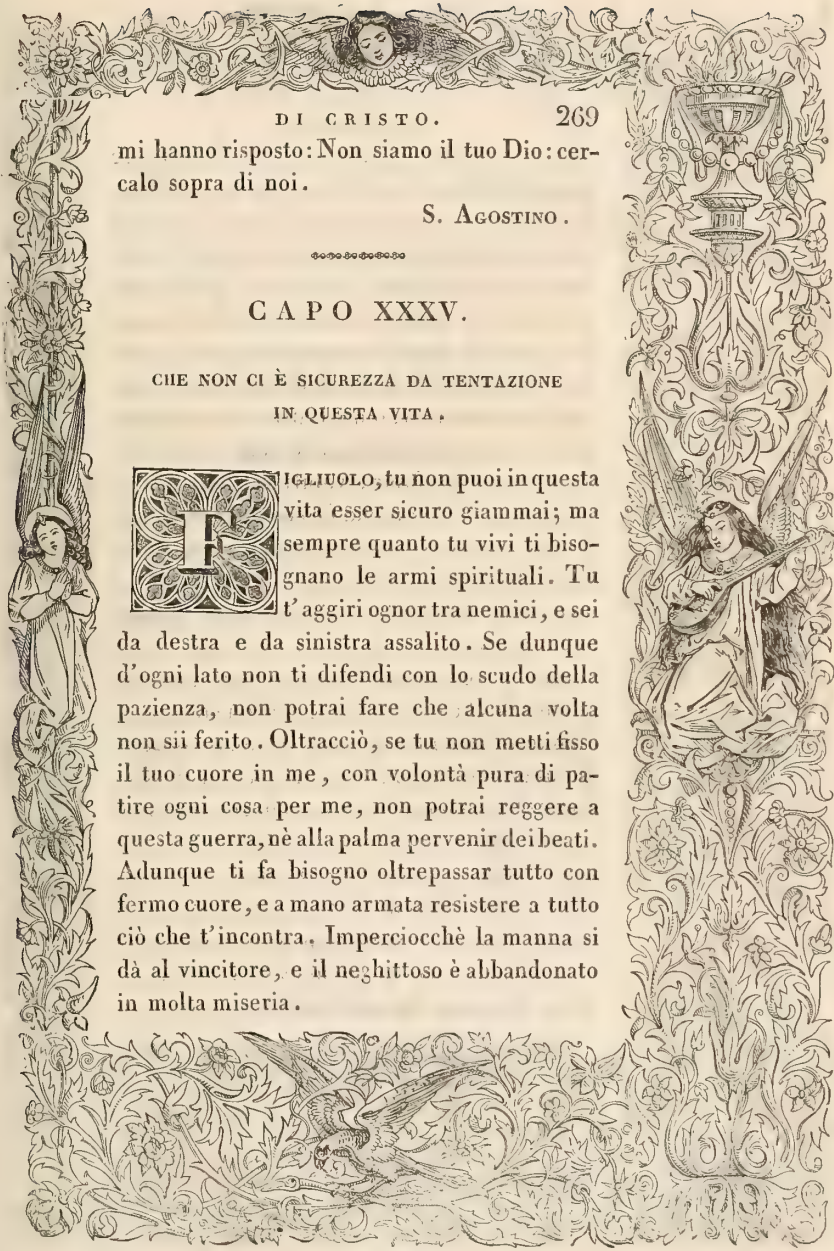 DI CRISTO. 269
mi hanno risposto: Non siamo il tuo Dio: cer-
calo sopra di noi.
S. AGOSTINO.
CAPO XXXV.
CHE NON CI È SICUREZZA DA TENTAZIONE
IN QUESTA VITA.
FIGLIUOLO, tu non puoi in questa
vita esser sicuro giammai; ma
sempre quanto tu vivi ti biso-
gnano le armi spirituali. Tu
t'aggiri ognor tra nemici, e sei
da destra e da sinistra assalito. Se dunque
d'ogni lato non ti difendi con lo scudo della
pazienza, non potrai fare che alcuna volta
non sii ferito. Oltracciò, se tu non metti fisso
il tuo cuore in me, con volontà pura di pa-
tire ogni cosa per me, non potrai reggere a
questa guerra, nè alla palma pervenir dei beati.
Adunque ti fa bisogno oltrepassar tutto con
fermo cuore, e a mano armata resistere a tutto
ciò che t'incontra. Imperciocchè la manna si
dà al vincitore, e il neghittoso è abbandonato
in molta miseria.